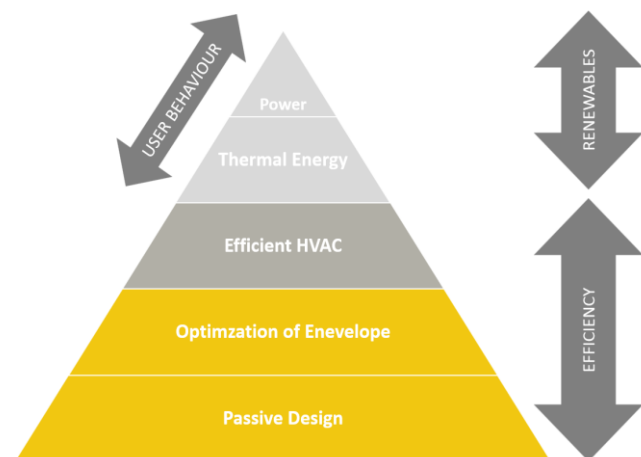 USER BEHAVIOUR
RENEWABLES
Power
Thermal Energy
Efficient HVAC
EFFICIENCY
Optimzation of Enevelope
Passive Design